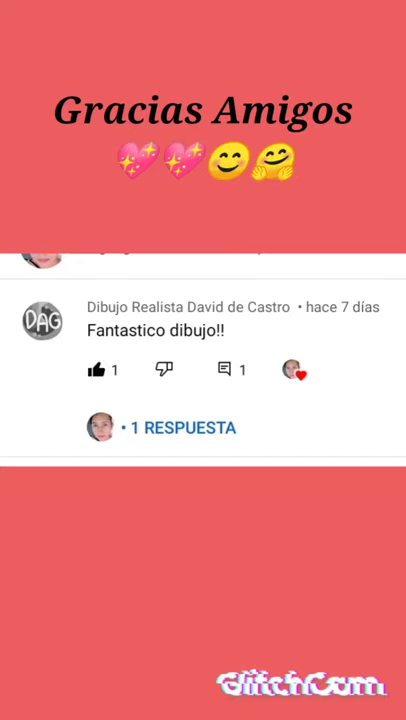 Gracias Amigos
💖💖😊🤗
Dibujo Realista David de Castro • hace 7 días
DAG
Fantastico dibujo!!
1
1
• 1 RESPUESTA
GlitchCam